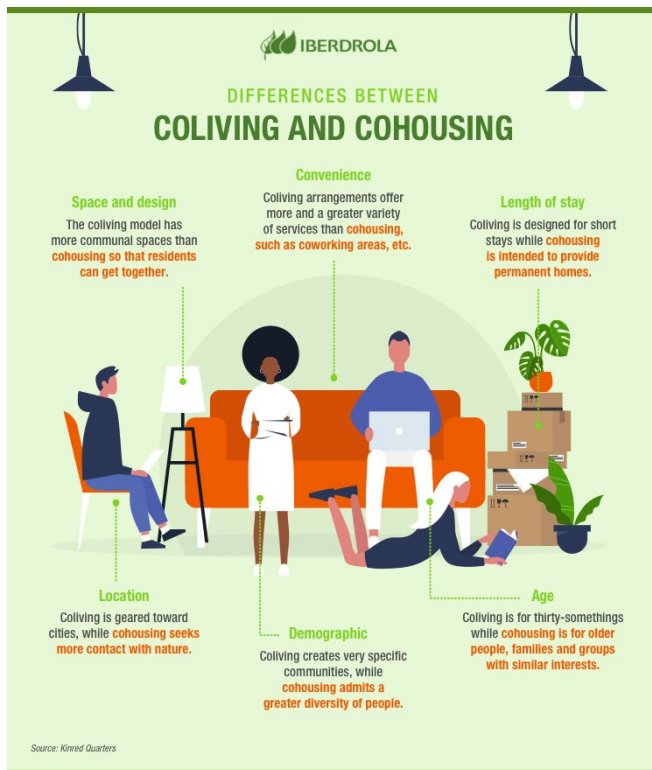 IBERDROLA
DIFFERENCES BETWEEN
COLIVING AND COHOUSING
Space and design
The coliving model has
more communal spaces than
cohousing so that residents
can get together.
Convenience
Coliving arrangements offer
more and a greater variety
of services than cohousing,
such as coworking areas, etc.
Length of stay
Coliving is designed for short
stays while cohousing
is intended to provide
permanent homes.
Location
Coliving is geared toward
cities, while cohousing seeks
more contact with nature.
Demographic
Coliving creates very specific
communities, while
cohousing admits a
greater diversity of people.
Age
Coliving is for thirty-somethings
while cohousing is for older
people, families and groups
with similar interests.
Source: Kinred Quarters